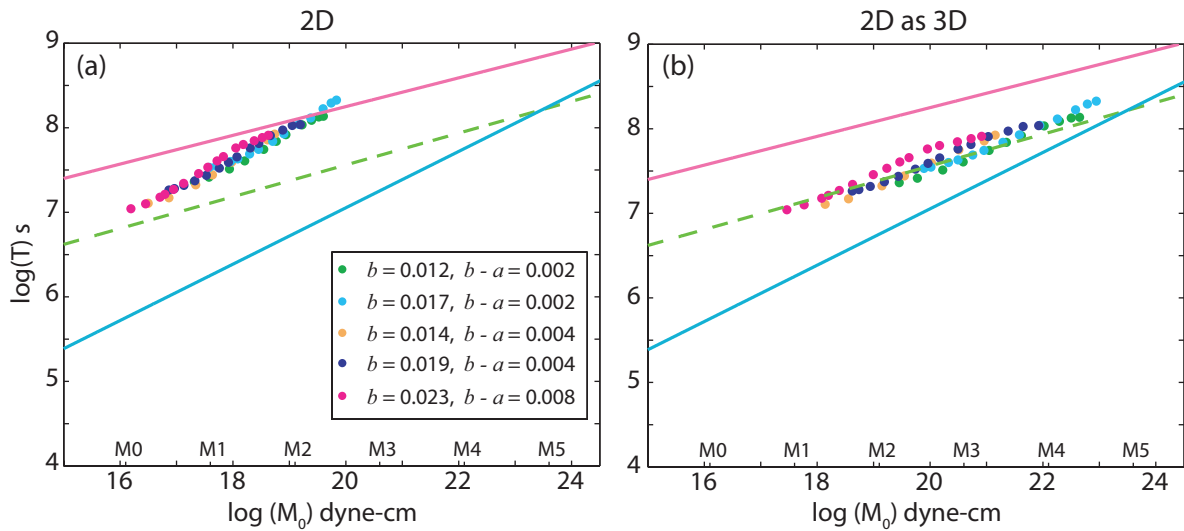 2D
2D as 3D
(a)
(b)
9
8
7
6
5
4
log(T) s
9
8
7
6
5
4
b = 0.012, b - a = 0.002
b = 0.017, b - a = 0.002
b = 0.014, b - a = 0.004
b = 0.019, b - a = 0.004
b = 0.023, b - a = 0.008
M0 M1 M2 M3 M4 M5
M0 M1 M2 M3 M4 M5
16 18 20 22 24
16 18 20 22 24
log (M₀) dyne-cm
log (M₀) dyne-cm